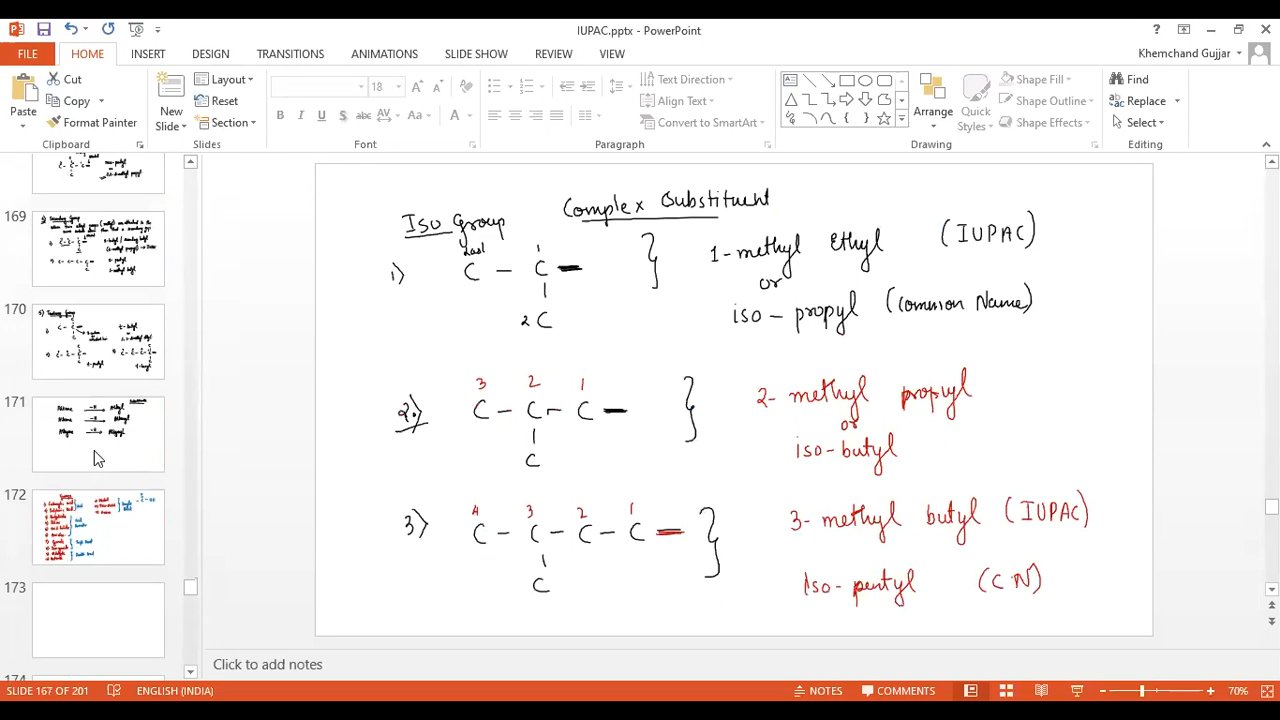 IUPAC.pptx - PowerPoint
FILE HOME INSERT DESIGN TRANSITIONS ANIMATIONS SLIDE SHOW REVIEW VIEW
Khemchand Gujjar
Paste
Cut
Copy
Format Painter
Clipboard
New Slide
Layout
Reset
Section
Slides
18
B I U S abc AV Aa A
Font
Text Direction
Align Text
Convert to SmartArt
Paragraph
Arrange
Quick Styles
Shape Fill
Shape Outline
Shape Effects
Drawing
Find
Replace
Select
Editing
169
170
171
172
173
Complex Substituent
Iso Group
1) C - C -
1
2 C
1-methyl Ethyl (IUPAC)
or
iso - propyl (Common Name)
3 2 1
2. C - C - C -
C
2- methyl propyl
or
iso-butyl
4 3 2 1
3) C - C - C - C -
C
3- methyl butyl (IUPAC)
Iso- pentyl (C N)
Click to add notes
SLIDE 167 OF 201 ENGLISH (INDIA) NOTES COMMENTS 70%